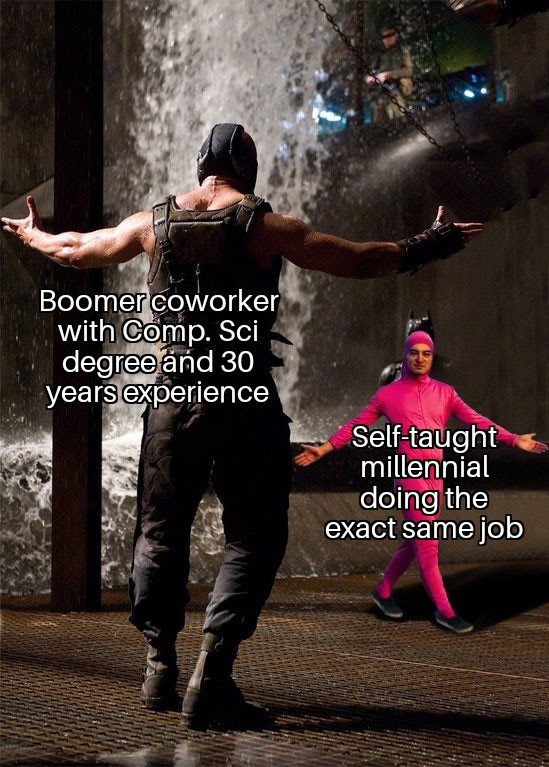 Boomer coworker
with Comp. Sci
degree and 30
years experience
Self-taught
millennial
doing the
exact same job